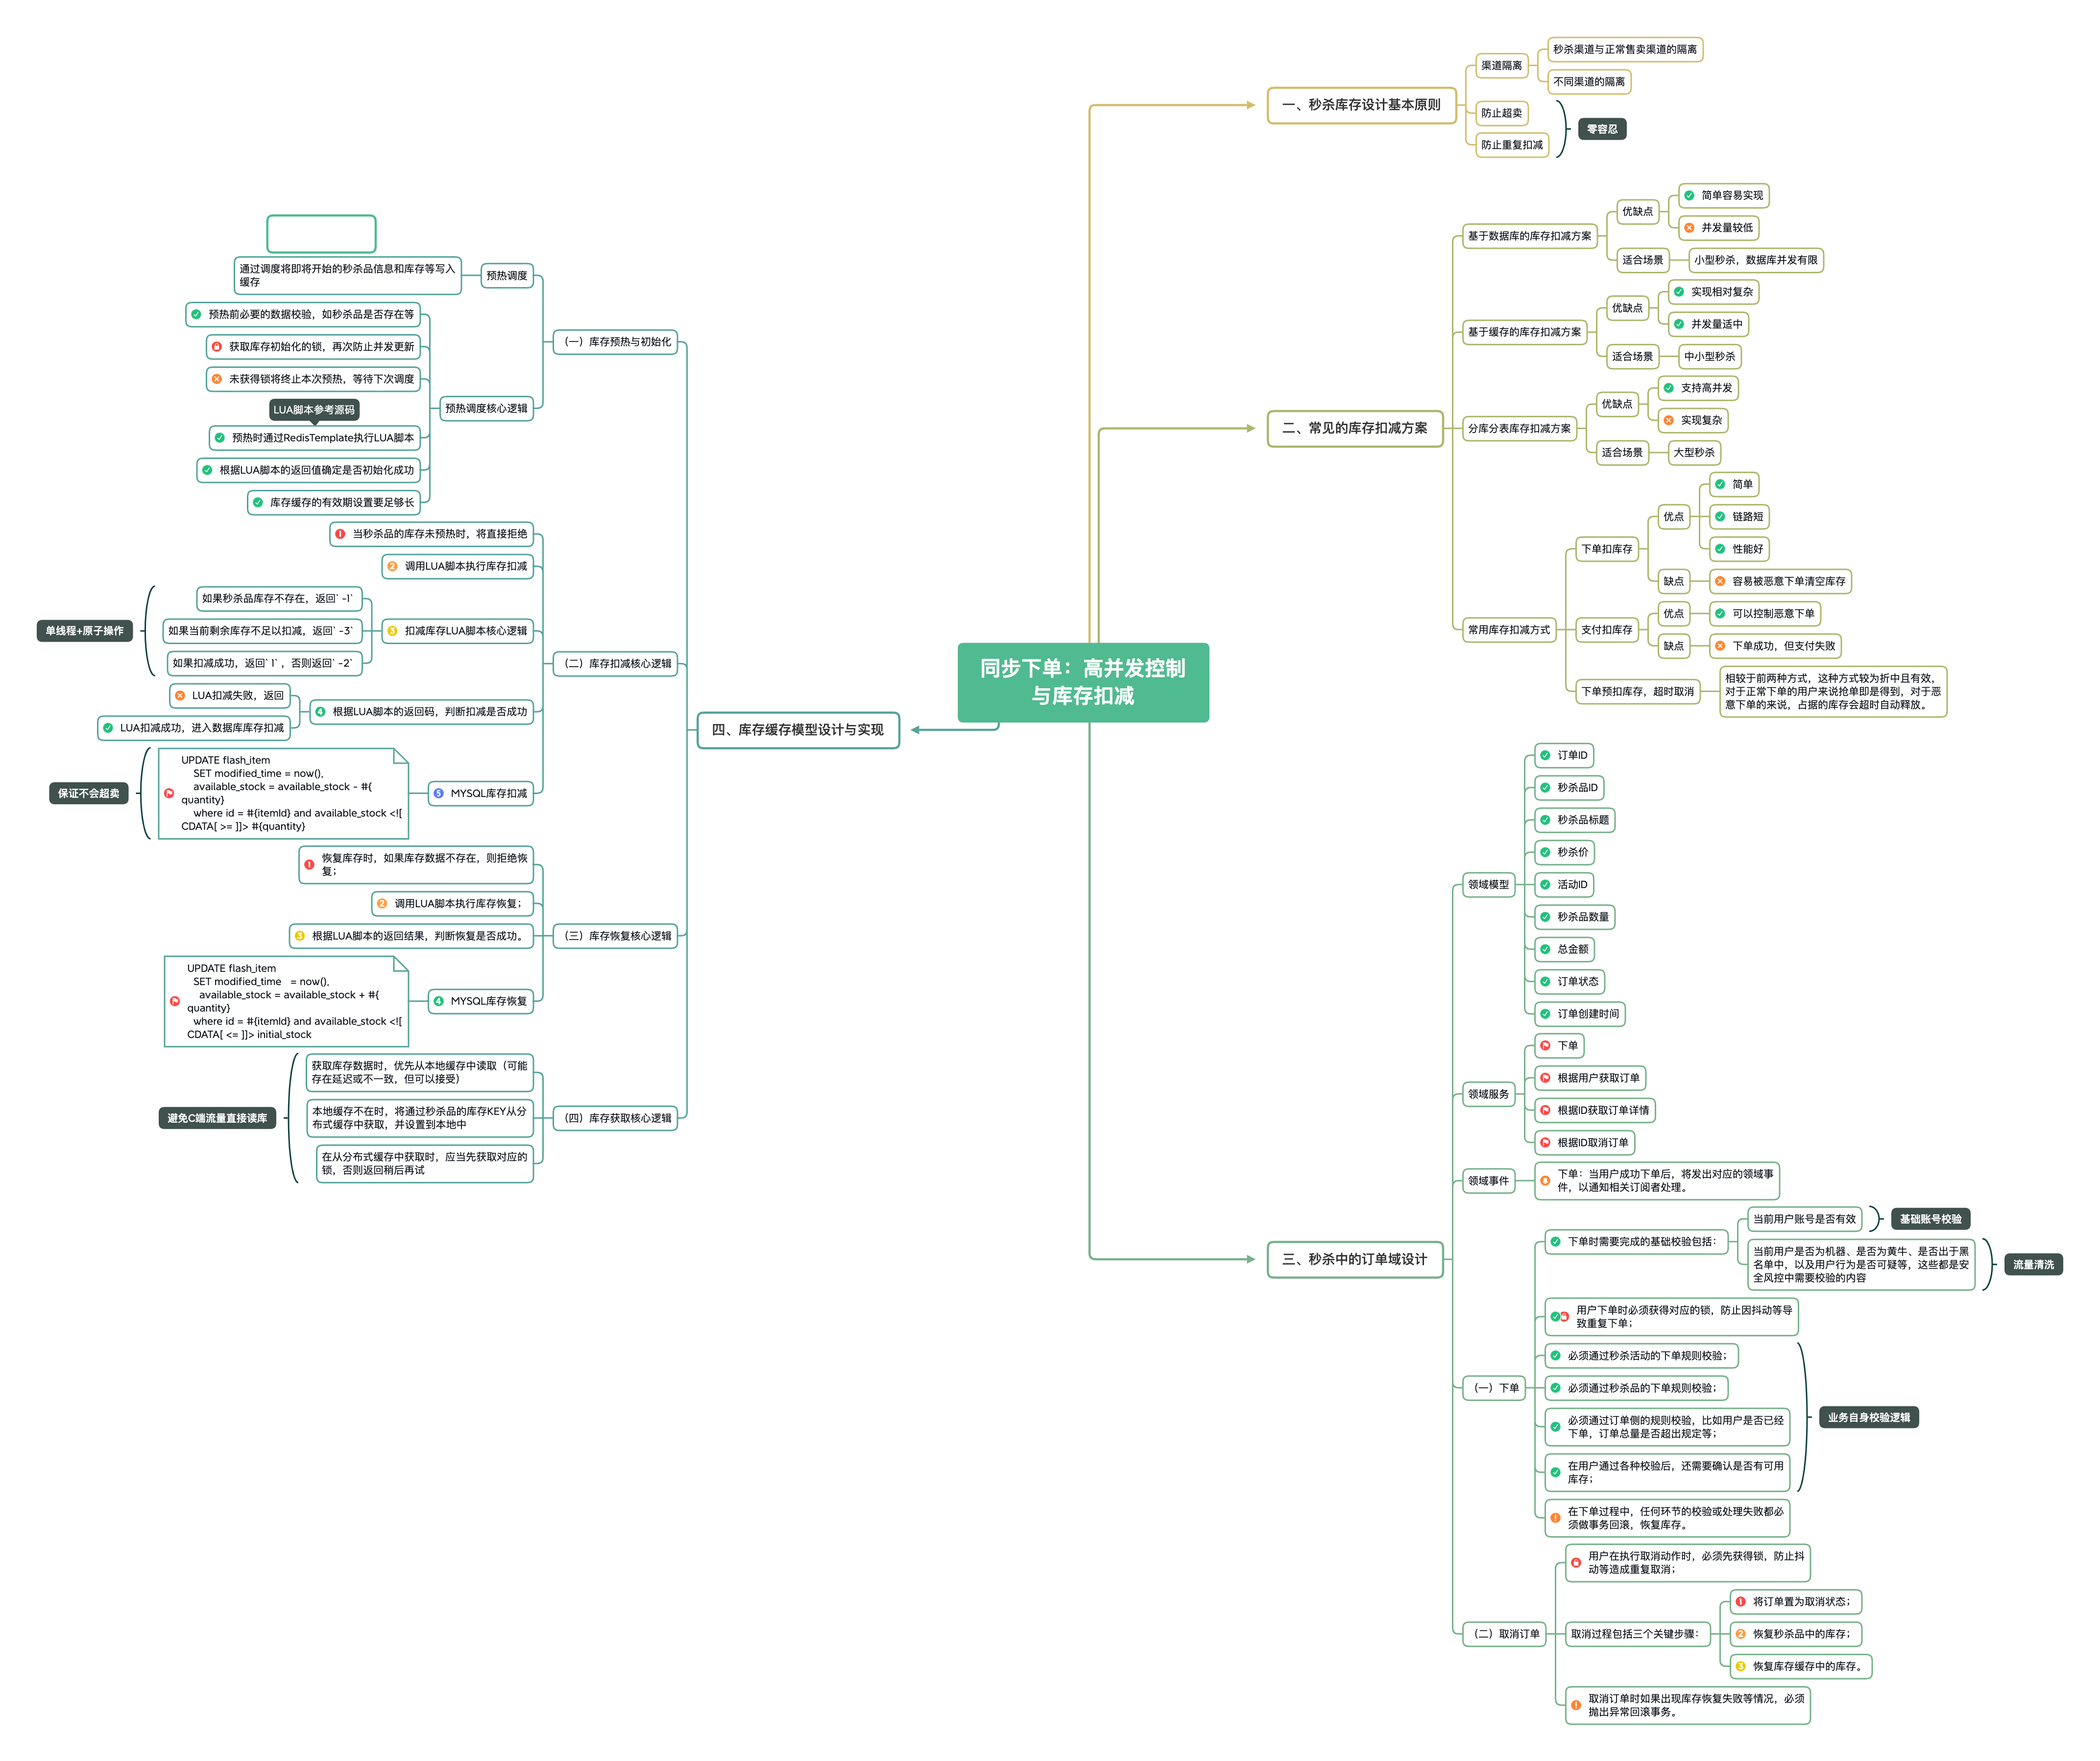 同步下单：高并发控制
与库存扣减
一、秒杀库存设计基本原则
渠道隔离
秒杀渠道与正常售卖渠道的隔离
不同渠道的隔离
防止超卖
防止重复扣减
零容忍
二、常见的库存扣减方案
基于数据库的库存扣减方案
优缺点
简单容易实现
并发量较低
适合场景
小型秒杀，数据库并发有限
基于缓存的库存扣减方案
优缺点
实现相对复杂
并发量适中
适合场景
中小型秒杀
分库分表库存扣减方案
优缺点
支持高并发
实现复杂
适合场景
大型秒杀
常用库存扣减方式
下单扣库存
优点
简单
链路短
性能好
缺点
容易被恶意下单清空库存
支付扣库存
优点
可以控制恶意下单
缺点
下单成功，但支付失败
下单预扣库存，超时取消
相较于前两种方式，这种方式较为折中且有效，
对于正常下单的用户来说抢单即是得到，对于恶
意下单的来说，占据的库存会超时自动释放。
三、秒杀中的订单域设计
领域模型
订单ID
秒杀品ID
秒杀品标题
秒杀价
活动ID
秒杀品数量
总金额
订单状态
订单创建时间
领域服务
下单
根据用户获取订单
根据ID获取订单详情
根据ID取消订单
领域事件
下单：当用户成功下单后，将发出对应的领域事
件，以通知相关订阅者处理。
（一）下单
下单时需要完成的基础校验包括：
当前用户账号是否有效
基础账号校验
当前用户是否为机器、是否为黄牛、是否出于黑
名单中，以及用户行为是否可疑等，这些都是安
全风控中需要校验的内容
流量清洗
用户下单时必须获得对应的锁，防止因抖动等导
致重复下单；
必须通过秒杀活动的下单规则校验；
必须通过秒杀品的下单规则校验；
必须通过订单侧的规则校验，比如用户是否已经
下单，订单总量是否超出规定等；
在用户通过各种校验后，还需要确认是否有可用
库存；
业务自身校验逻辑
在下单过程中，任何环节的校验或处理失败都必
须做事务回滚，恢复库存。
（二）取消订单
用户在执行取消动作时，必须先获得锁，防止抖
动等造成重复取消；
取消过程包括三个关键步骤：
1 将订单置为取消状态；
2 恢复秒杀品中的库存；
3 恢复库存缓存中的库存。
取消订单时如果出现库存恢复失败等情况，必须
抛出异常回滚事务。
四、库存缓存模型设计与实现
（一）库存预热与初始化
预热调度
通过调度将即将开始的秒杀品信息和库存等写入
缓存
预热调度核心逻辑
预热前必要的数据校验，如秒杀品是否存在等
获取库存初始化的锁，再次防止并发更新
未获得锁将终止本次预热，等待下次调度
LUA脚本参考源码
预热时通过RedisTemplate执行LUA脚本
根据LUA脚本的返回值确定是否初始化成功
库存缓存的有效期设置要足够长
（二）库存扣减核心逻辑
1 当秒杀品的库存未预热时，将直接拒绝
2 调用LUA脚本执行库存扣减
3 扣减库存LUA脚本核心逻辑
如果秒杀品库存不存在，返回` -1`
如果当前剩余库存不足以扣减，返回` -3`
如果扣减成功，返回` 1` ，否则返回` -2`
单线程+原子操作
4 根据LUA脚本的返回码，判断扣减是否成功
LUA扣减失败，返回
LUA扣减成功，进入数据库库存扣减
5 MYSQL库存扣减
UPDATE flash_item
SET modified_time = now(),
available_stock = available_stock - #{
quantity}
where id = #{itemId} and available_stock <![
CDATA[ >= ]]> #{quantity}
保证不会超卖
（三）库存恢复核心逻辑
1 恢复库存时，如果库存数据不存在，则拒绝恢
复；
2 调用LUA脚本执行库存恢复；
3 根据LUA脚本的返回结果，判断恢复是否成功。
4 MYSQL库存恢复
UPDATE flash_item
SET modified_time = now(),
available_stock = available_stock + #{
quantity}
where id = #{itemId} and available_stock <![
CDATA[ <= ]]> initial_stock
（四）库存获取核心逻辑
获取库存数据时，优先从本地缓存中读取（可能
存在延迟或不一致，但可以接受）
本地缓存不在时，将通过秒杀品的库存KEY从分
布式缓存中获取，并设置到本地中
在从分布式缓存中获取时，应当先获取对应的
锁，否则返回稍后再试
避免C端流量直接读库